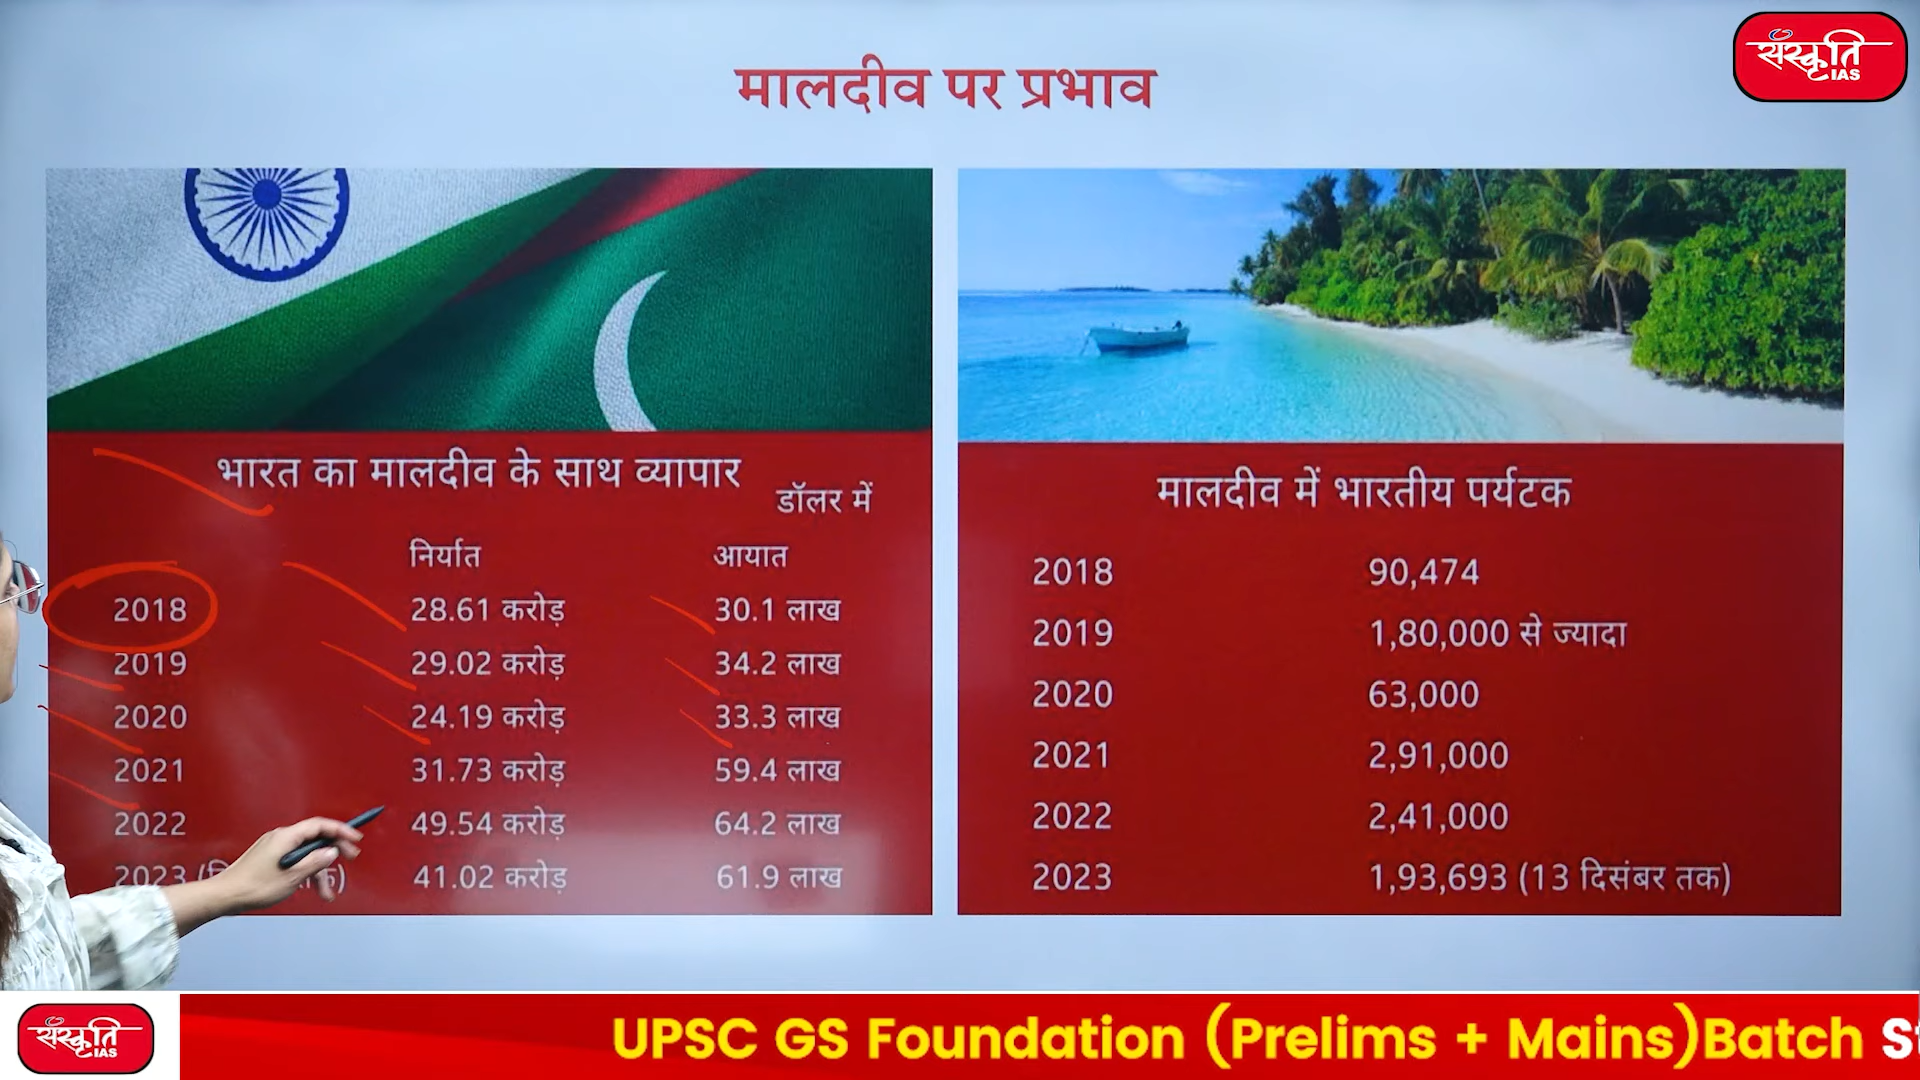 संस्कृति
IAS
मालदीव पर प्रभाव
भारत का मालदीव के साथ व्यापार
डॉलर में
निर्यात आयात
2018 28.61 करोड़ 30.1 लाख
2019 29.02 करोड़ 34.2 लाख
2020 24.19 करोड़ 33.3 लाख
2021 31.73 करोड़ 59.4 लाख
2022 49.54 करोड़ 64.2 लाख
2023 41.02 करोड़ 61.9 लाख
मालदीव में भारतीय पर्यटक
2018 90,474
2019 1,80,000 से ज्यादा
2020 63,000
2021 2,91,000
2022 2,41,000
2023 1,93,693 (13 दिसंबर तक)
संस्कृति
IAS
UPSC GS Foundation (Prelims + Mains)Batch